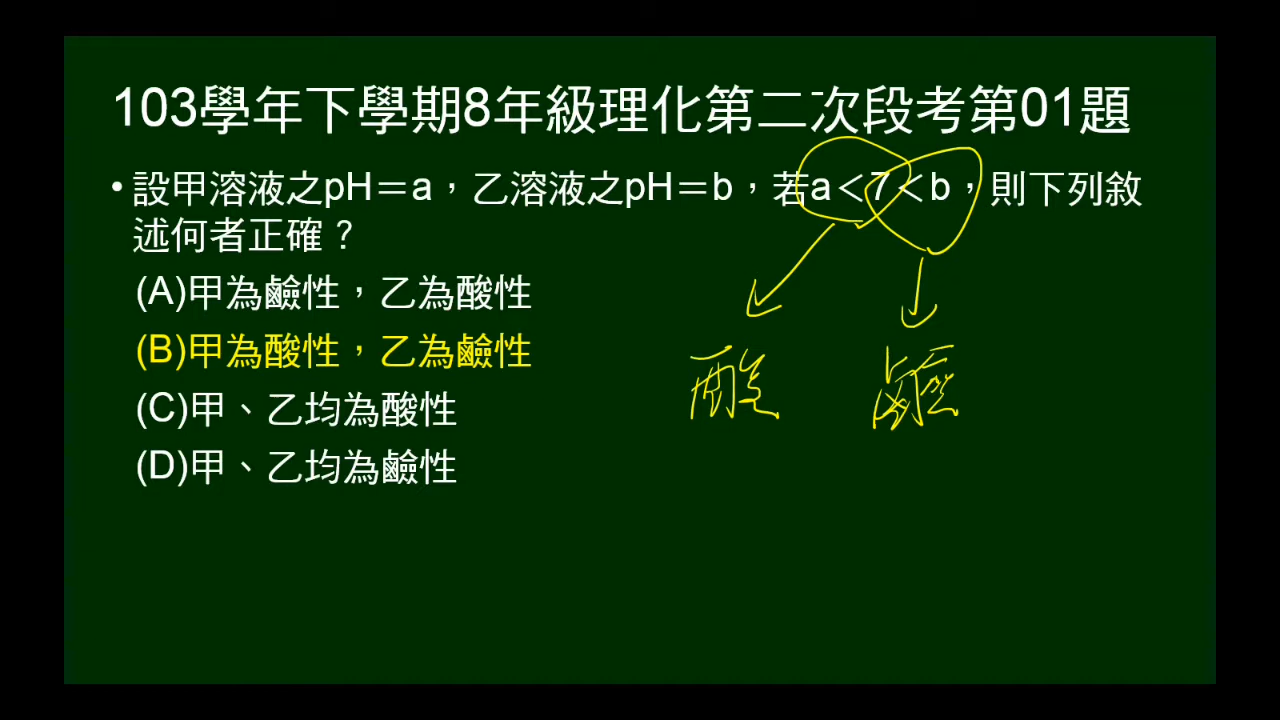 103學年下學期8年級理化第二次段考第01題
•設甲溶液之pH＝a，乙溶液之pH＝b，若a＜7＜b，則下列敘
述何者正確？
(A)甲為鹼性，乙為酸性
(B)甲為酸性，乙為鹼性
(C)甲、乙均為酸性
(D)甲、乙均為鹼性
酸 鹼